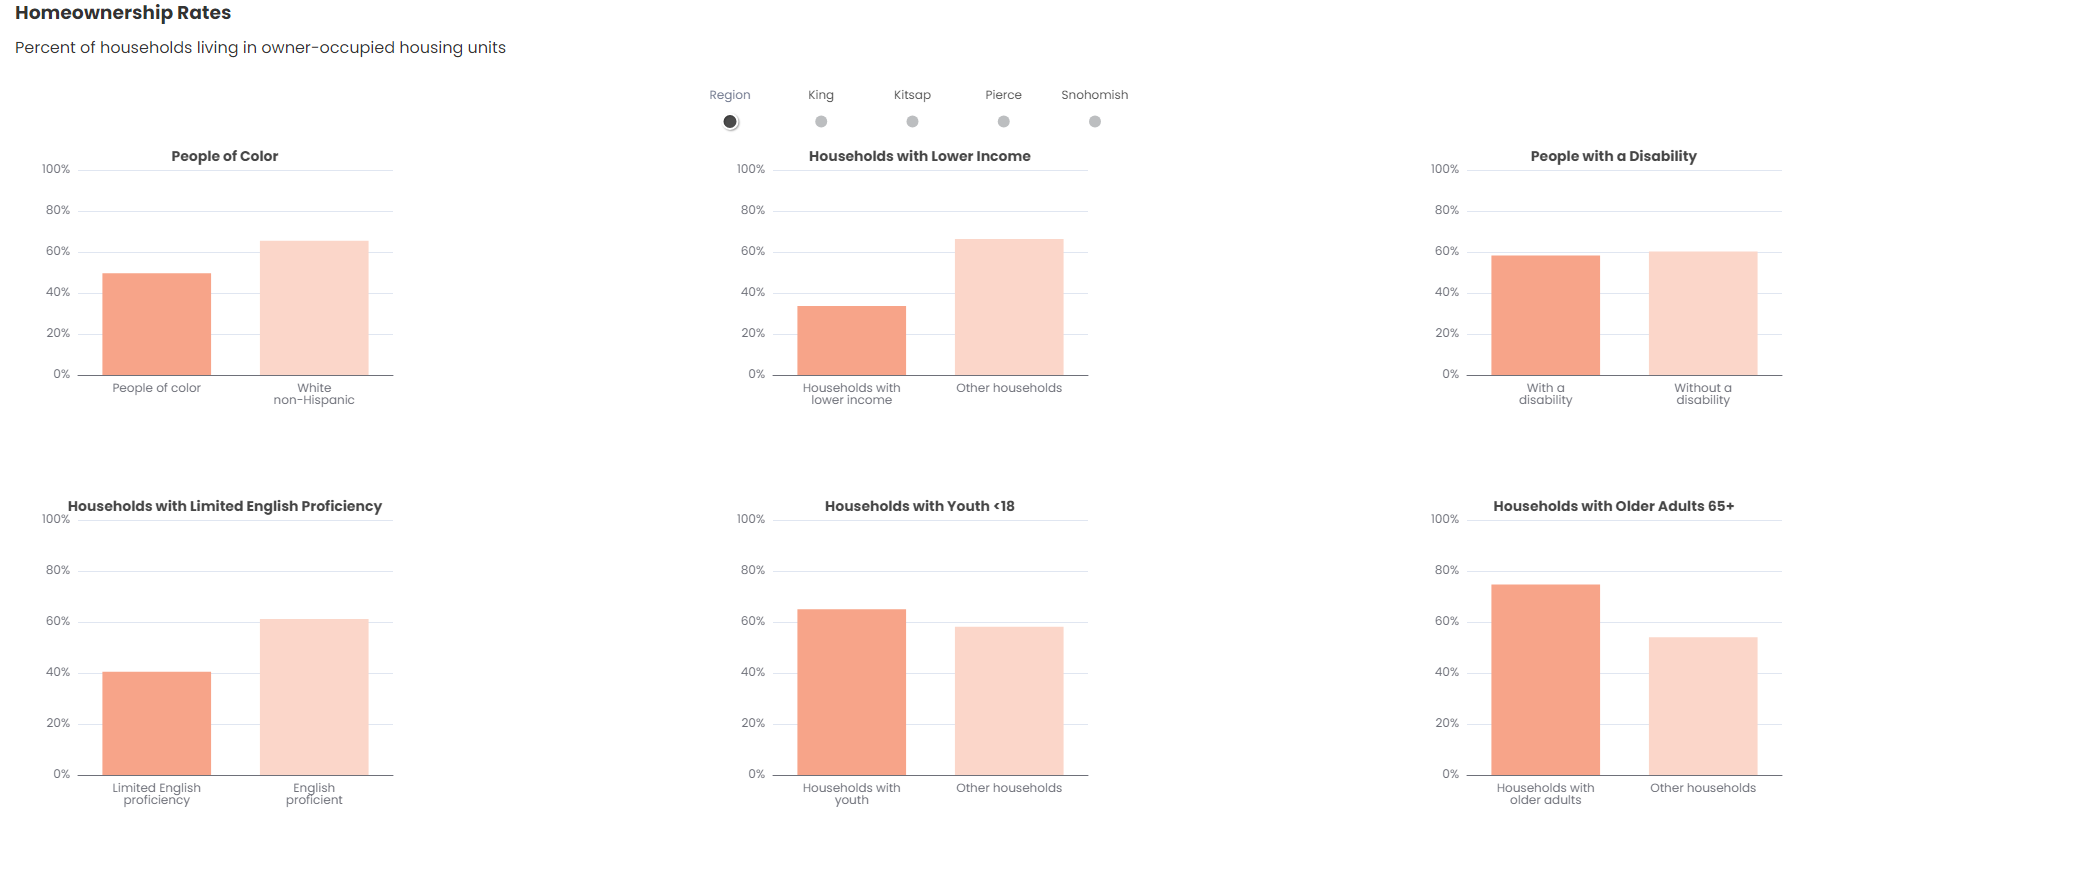 Homeownership Rates
Percent of households living in owner-occupied housing units
Region King Kitsap Pierce Snohomish
People of Color
100%
80%
60%
40%
20%
0%
People of color
White
non-Hispanic
Households with Lower Income
100%
80%
60%
40%
20%
0%
Households with
lower income
Other households
People with a Disability
100%
80%
60%
40%
20%
0%
With a
disability
Without a
disability
Households with Limited English Proficiency
100%
80%
60%
40%
20%
0%
Limited English
proficiency
English
proficient
Households with Youth <18
100%
80%
60%
40%
20%
0%
Households with
youth
Other households
Households with Older Adults 65+
100%
80%
60%
40%
20%
0%
Households with
older adults
Other households